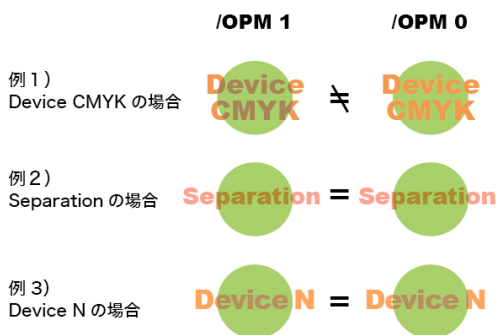 /OPM 1 /OPM 0
例１)
Device CMYK の場合
Device
CMYK
≠
Device
CMYK
例２)
Separation の場合
Separation = Separation
例 3)
Device N の場合
Device N = Device N